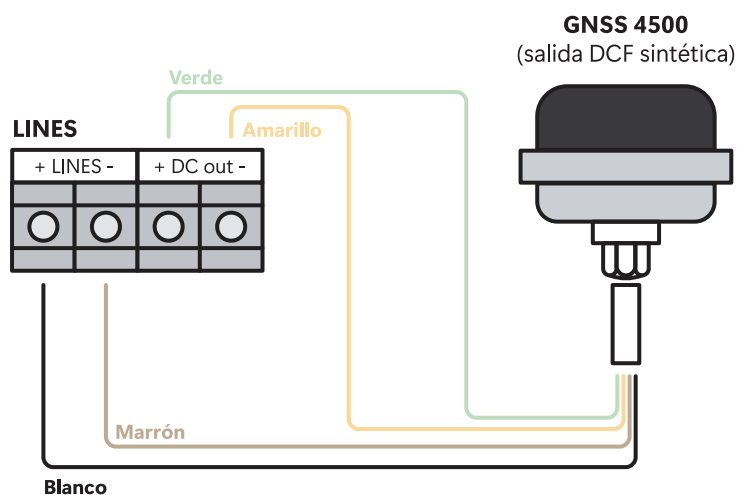 GNSS 4500
(salida DCF sintética)
Verde
Amarillo
LINES
+ LINES -
+ DC out -
Marrón
Blanco